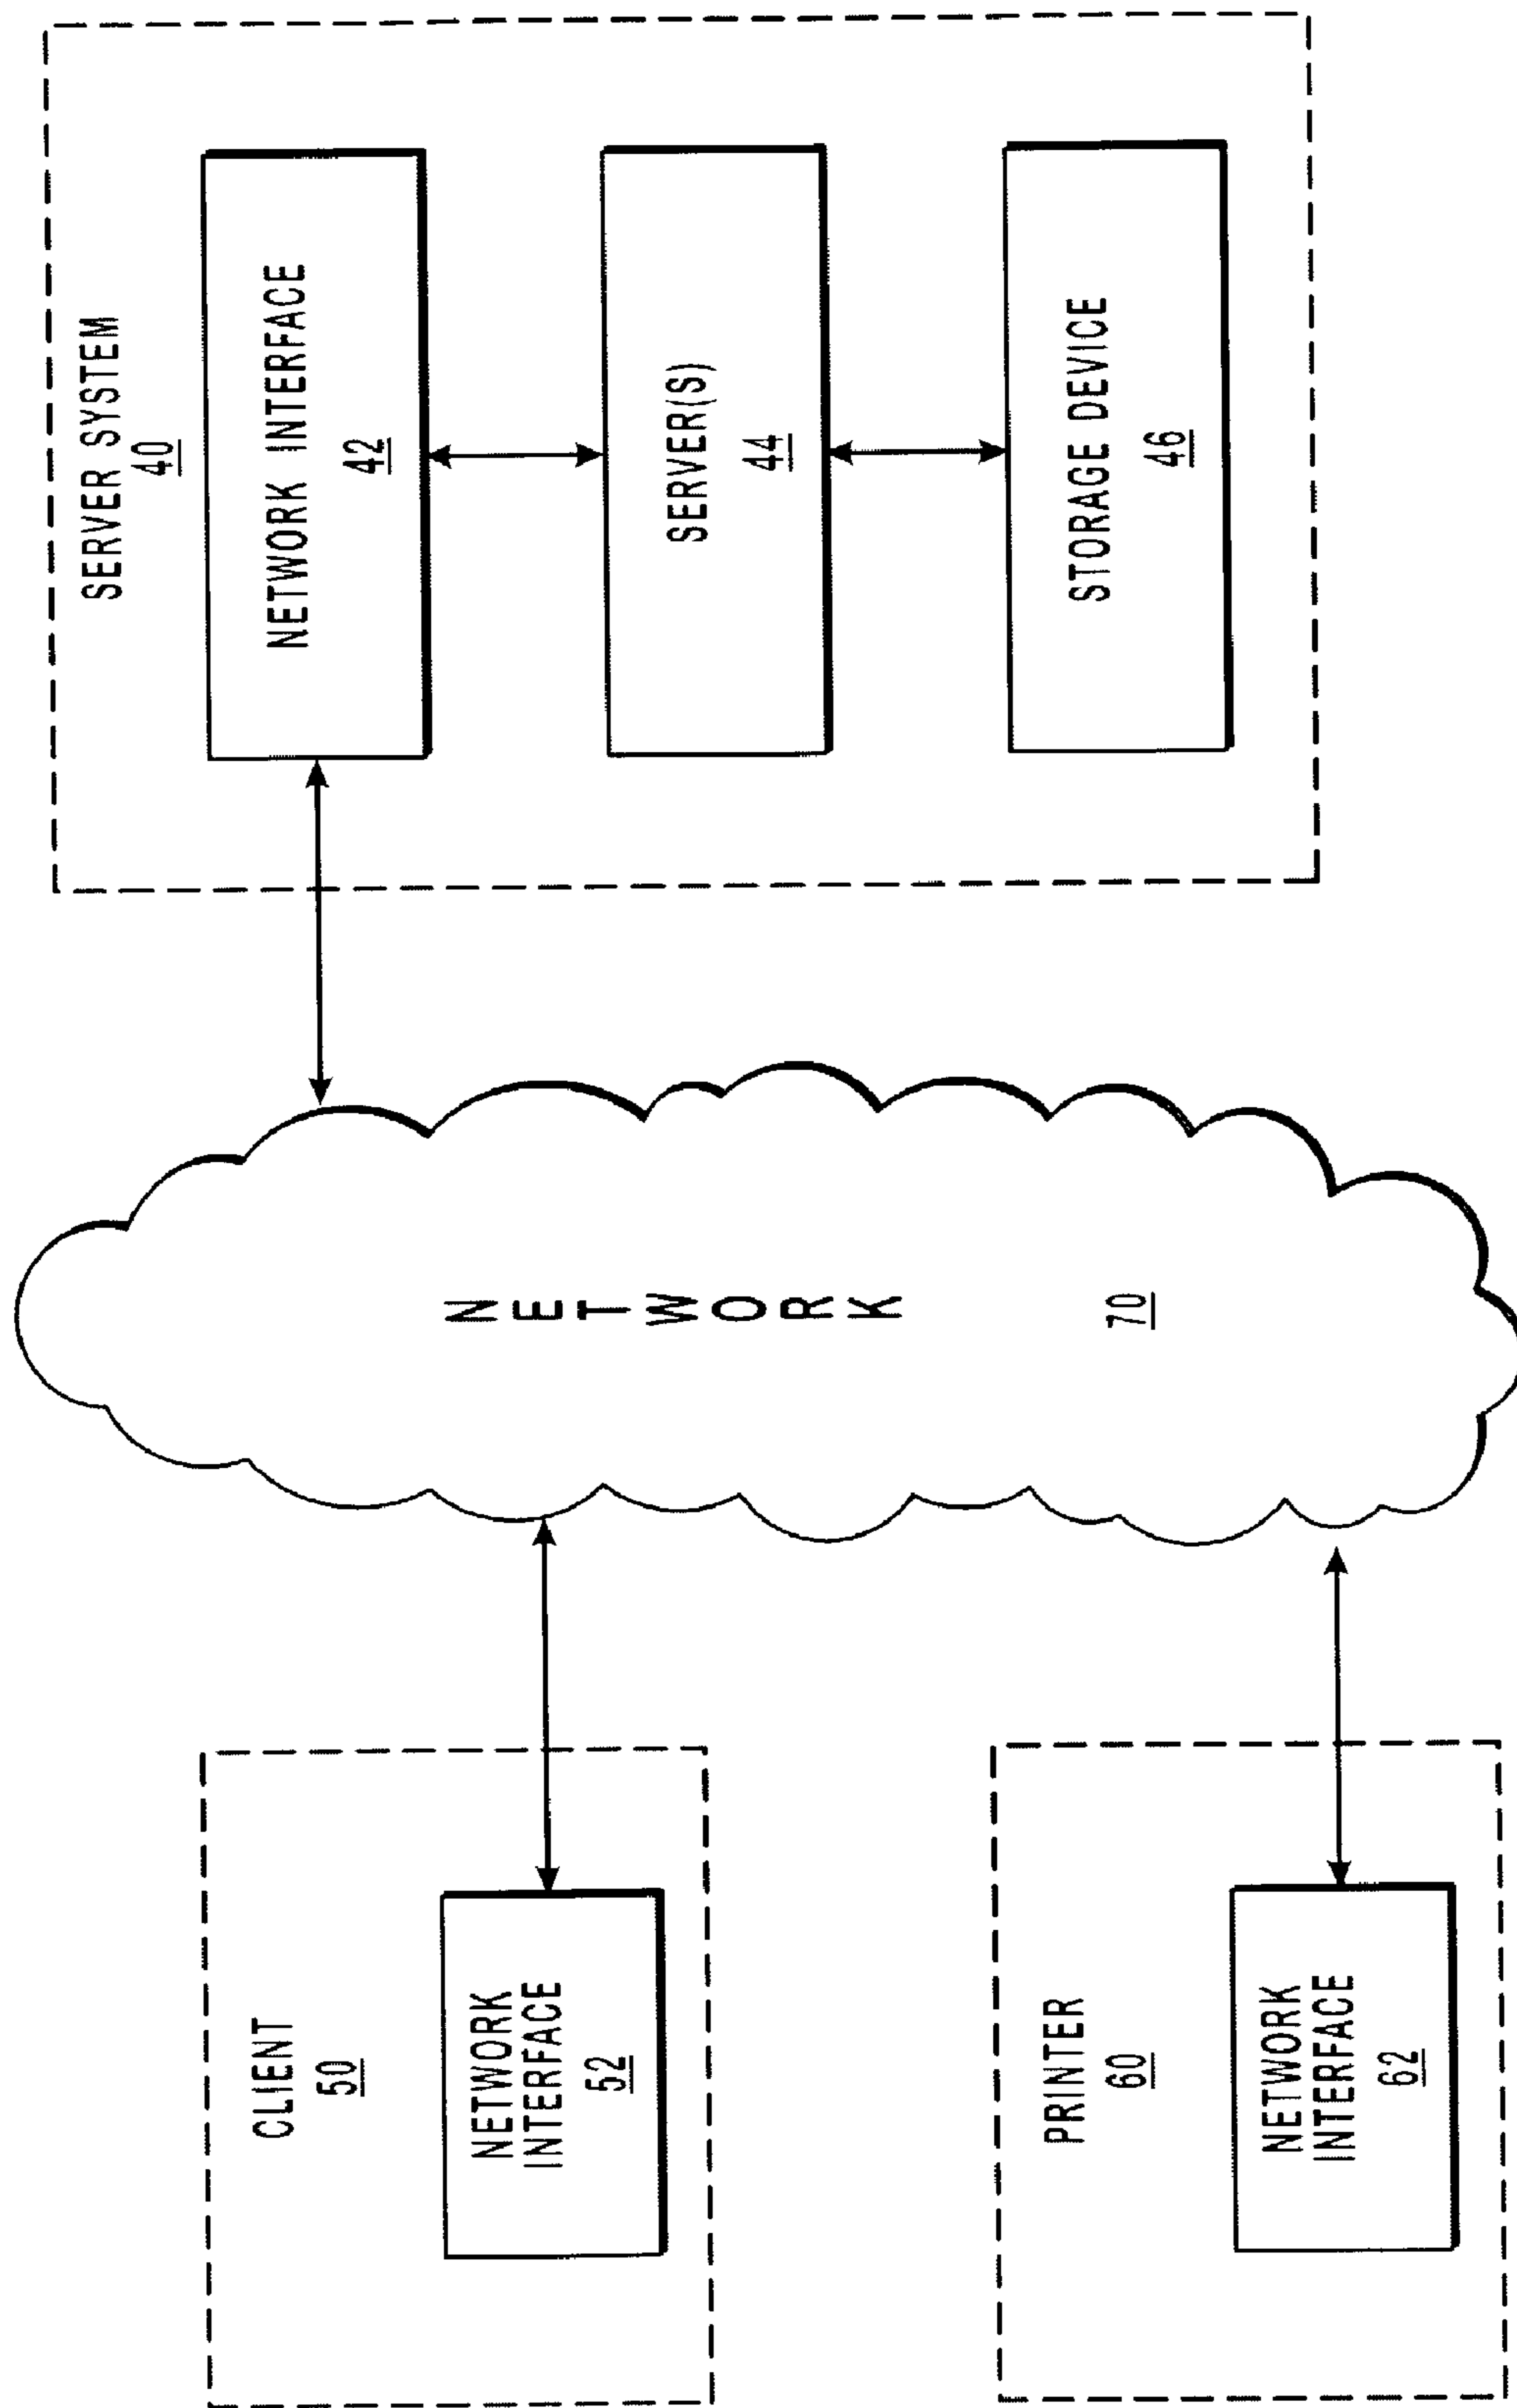 CLIENT
50
NETWORK
INTERFACE
52
PRINTER
60
NETWORK
INTERFACE
62
NETWORK
70
SERVER SYSTEM
40
NETWORK INTERFACE
42
SERVER(S)
44
STORAGE DEVICE
46